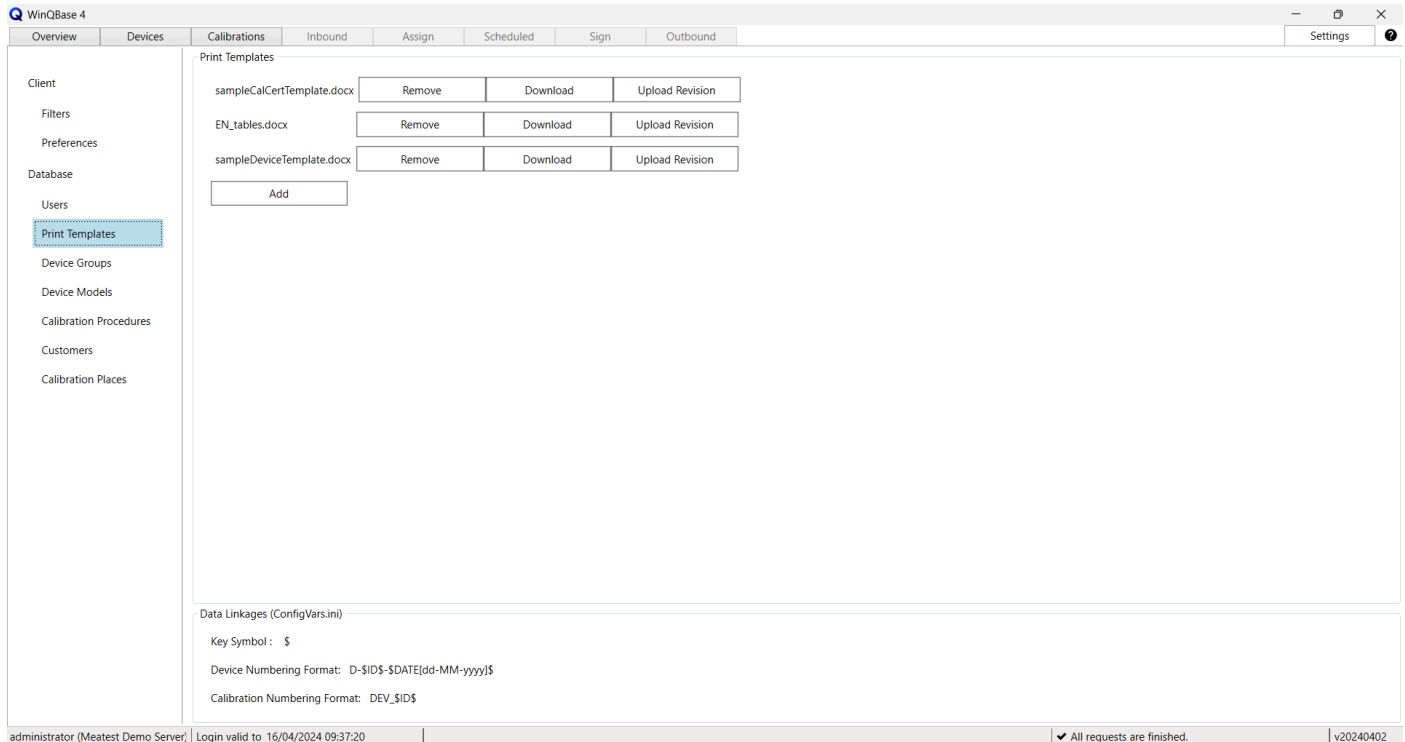 WinQBase 4
Overview Devices Calibrations Inbound Assign Scheduled Sign Outbound Settings ?
Client
Filters
Preferences
Database
Users
Print Templates
Device Groups
Device Models
Calibration Procedures
Customers
Calibration Places
Print Templates
sampleCalCertTemplate.docx Remove Download Upload Revision
EN_tables.docx Remove Download Upload Revision
sampleDeviceTemplate.docx Remove Download Upload Revision
Add
Data Linkages (ConfigVars.ini)
Key Symbol : $
Device Numbering Format: D-$ID$-$DATE[dd-MM-yyyy]$
Calibration Numbering Format: DEV_$ID$
administrator (Meatest Demo Server) Login valid to 16/04/2024 09:37:20 ✔ All requests are finished. v20240402